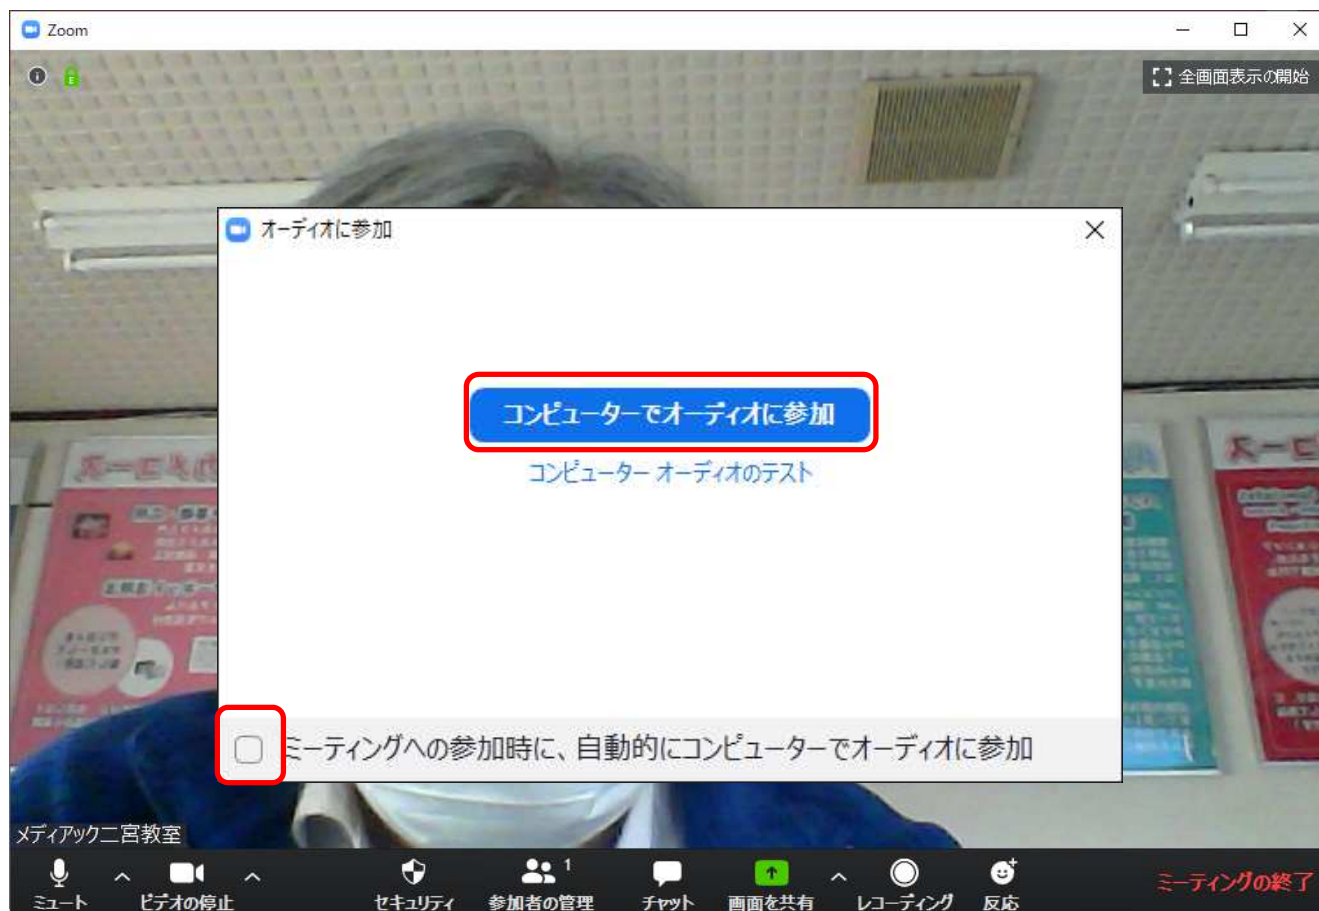 Zoom
全画面表示の開始
オーディオに参加
コンピューターでオーディオに参加
コンピューター オーディオのテスト
ミーティングへの参加時に、自動的にコンピューターでオーディオに参加
メディアック二宮教室
1
ミュート ビデオの停止 セキュリティ 参加者の管理 チャット 画面を共有 レコーディング 反応 ミーティングの終了